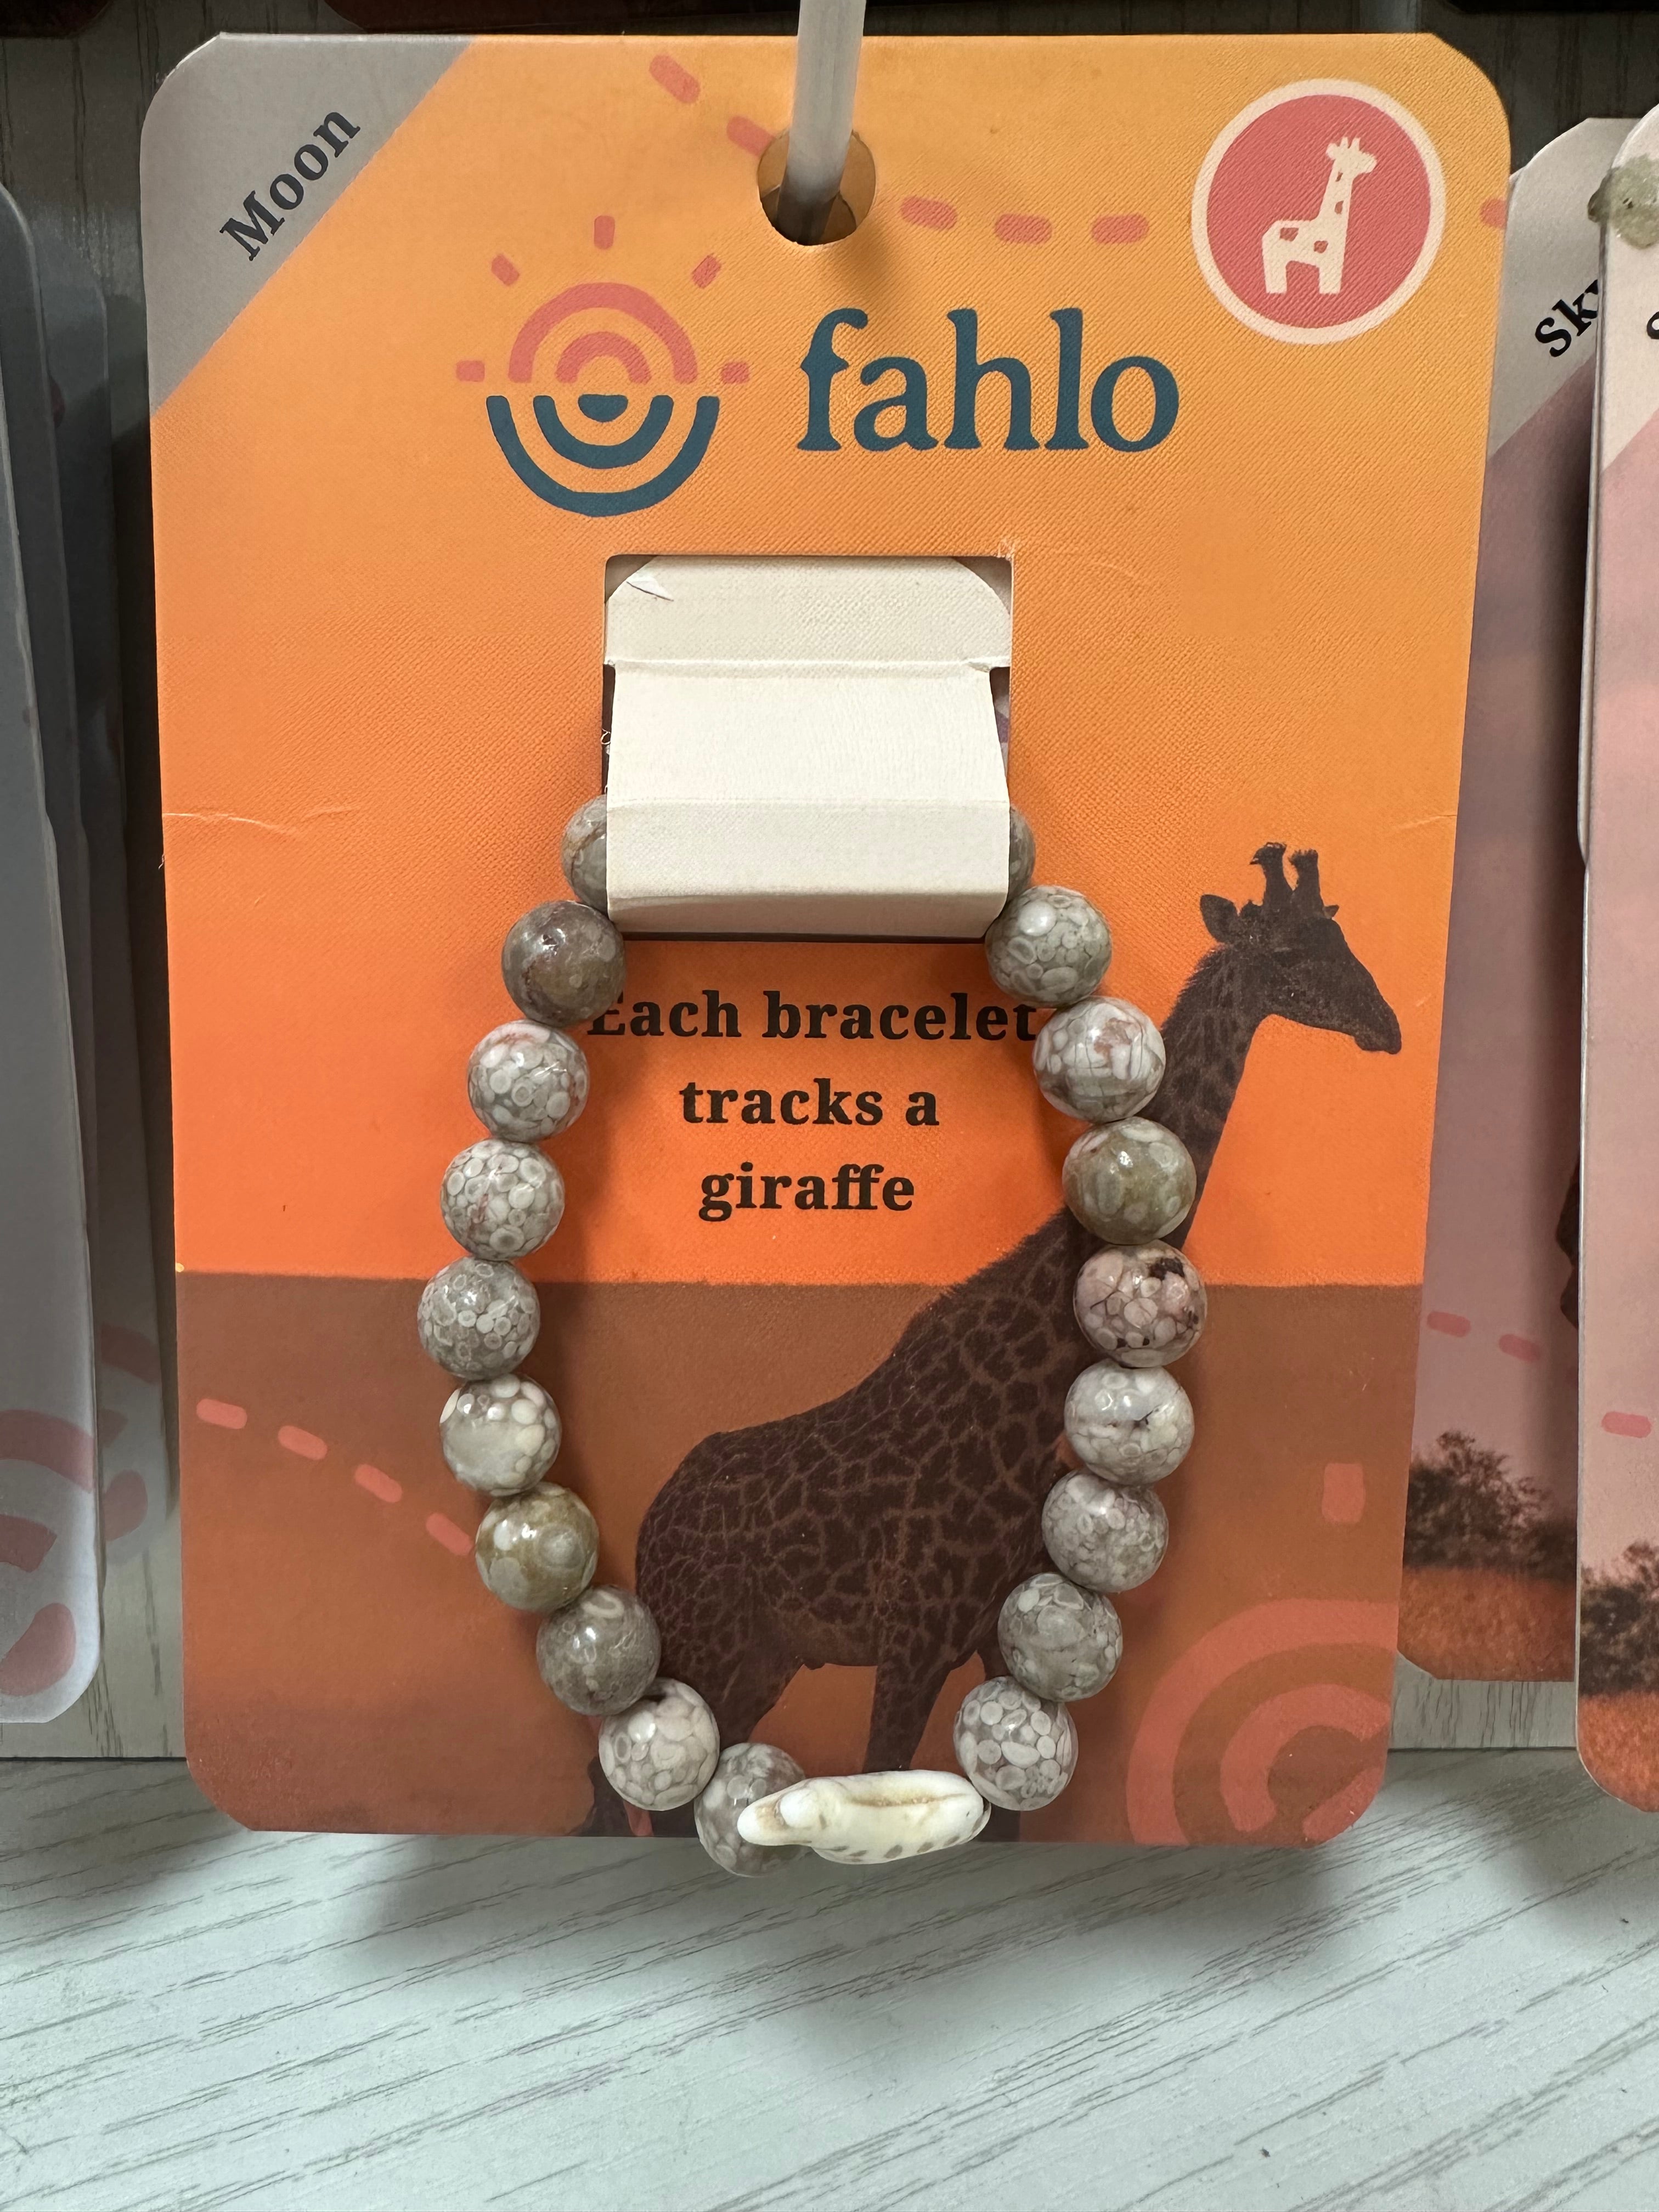 Moon
fahlo
Each bracelet
tracks a
giraffe